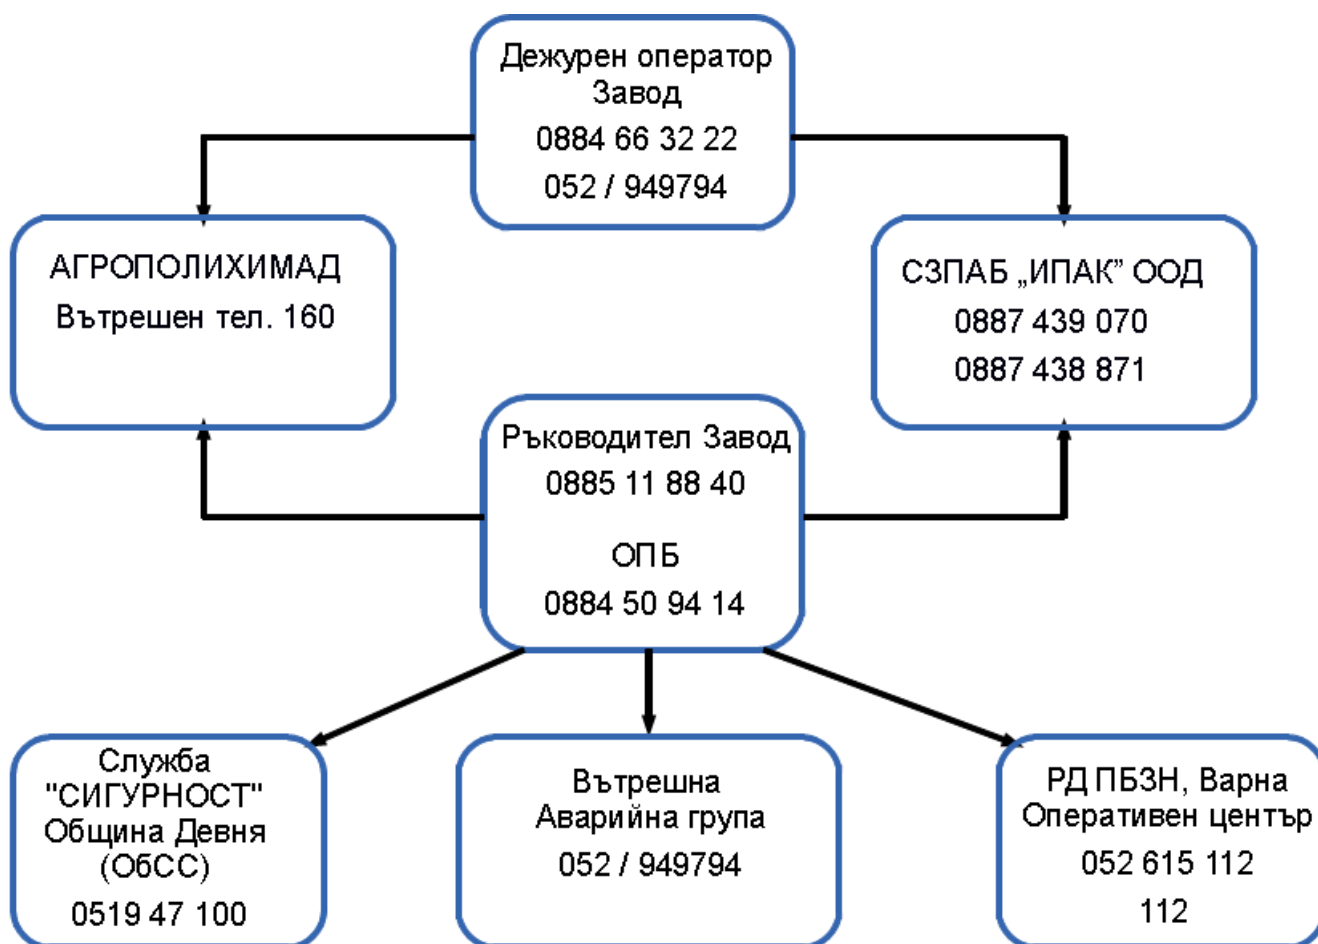 Дежурен оператор
Завод
0884 66 32 22
052 / 949794
АГРОПОЛИХИМАД
Вътрешен тел. 160
СЗПАБ „ИПАК” ООД
0887 439 070
0887 438 871
Ръководител Завод
0885 11 88 40
ОПБ
0884 50 94 14
Служба
"СИГУРНОСТ"
Община Девня
(ОбСС)
0519 47 100
Вътрешна
Аварийна група
052 / 949794
РД ПБЗН, Варна
Оперативен център
052 615 112
112